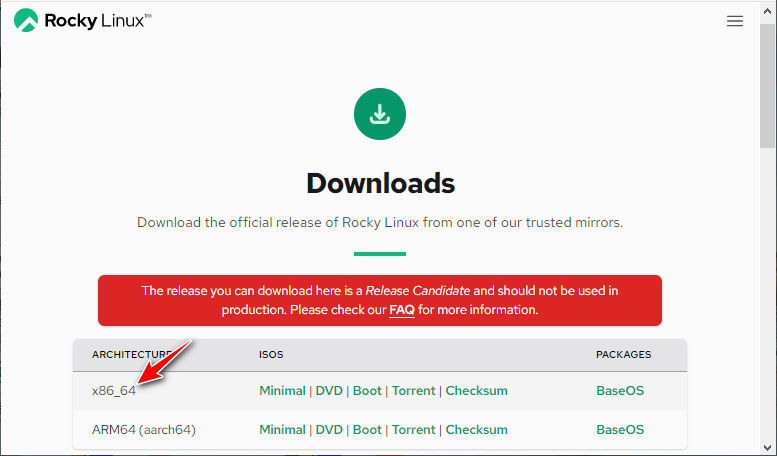 Rocky Linux™
Downloads
Download the official release of Rocky Linux from one of our trusted mirrors.
The release you can download here is a Release Candidate and should not be used in
production. Please check our FAQ for more information.
ARCHITECTURE ISOS PACKAGES
x86_64 Minimal | DVD | Boot | Torrent | Checksum BaseOS
ARM64 (aarch64) Minimal | DVD | Boot | Torrent | Checksum BaseOS